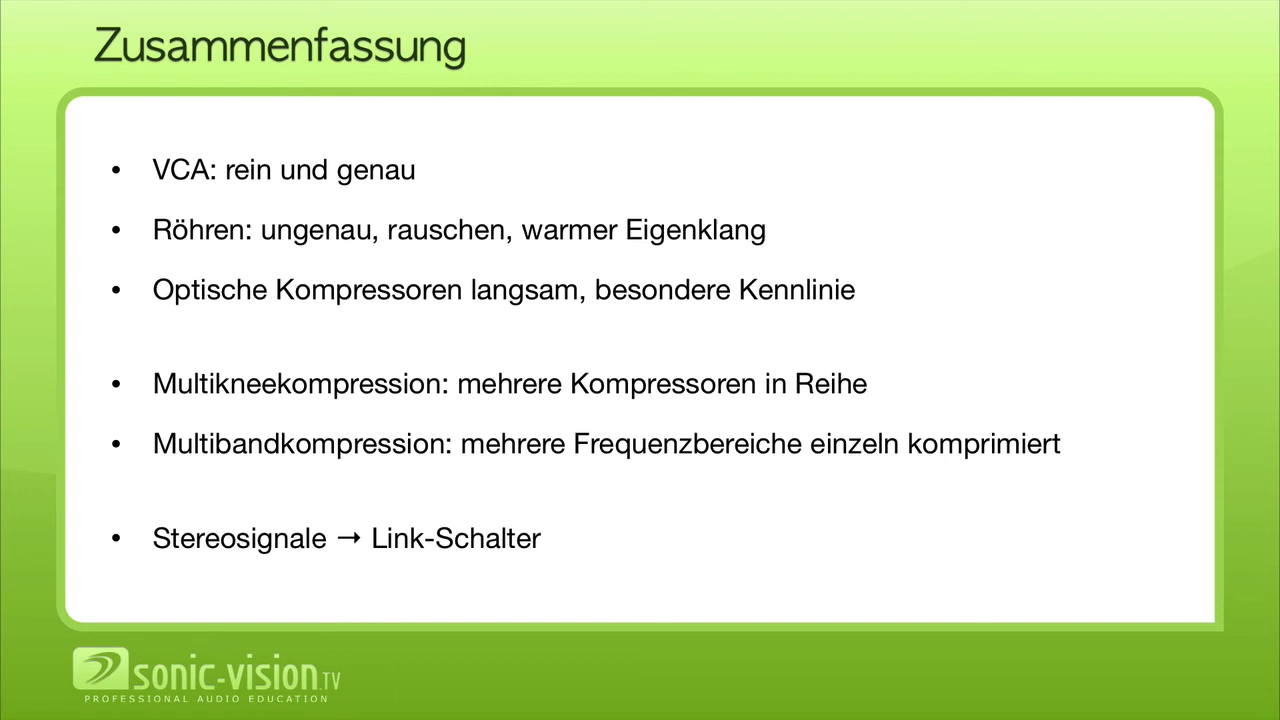 Zusammenfassung
• VCA: rein und genau
• Röhren: ungenau, rauschen, warmer Eigenklang
• Optische Kompressoren langsam, besondere Kennlinie
• Multikneekompression: mehrere Kompressoren in Reihe
• Multibandkompression: mehrere Frequenzbereiche einzeln komprimiert
• Stereosignale → Link-Schalter
sonic-vision.TV
PROFESSIONAL AUDIO EDUCATION